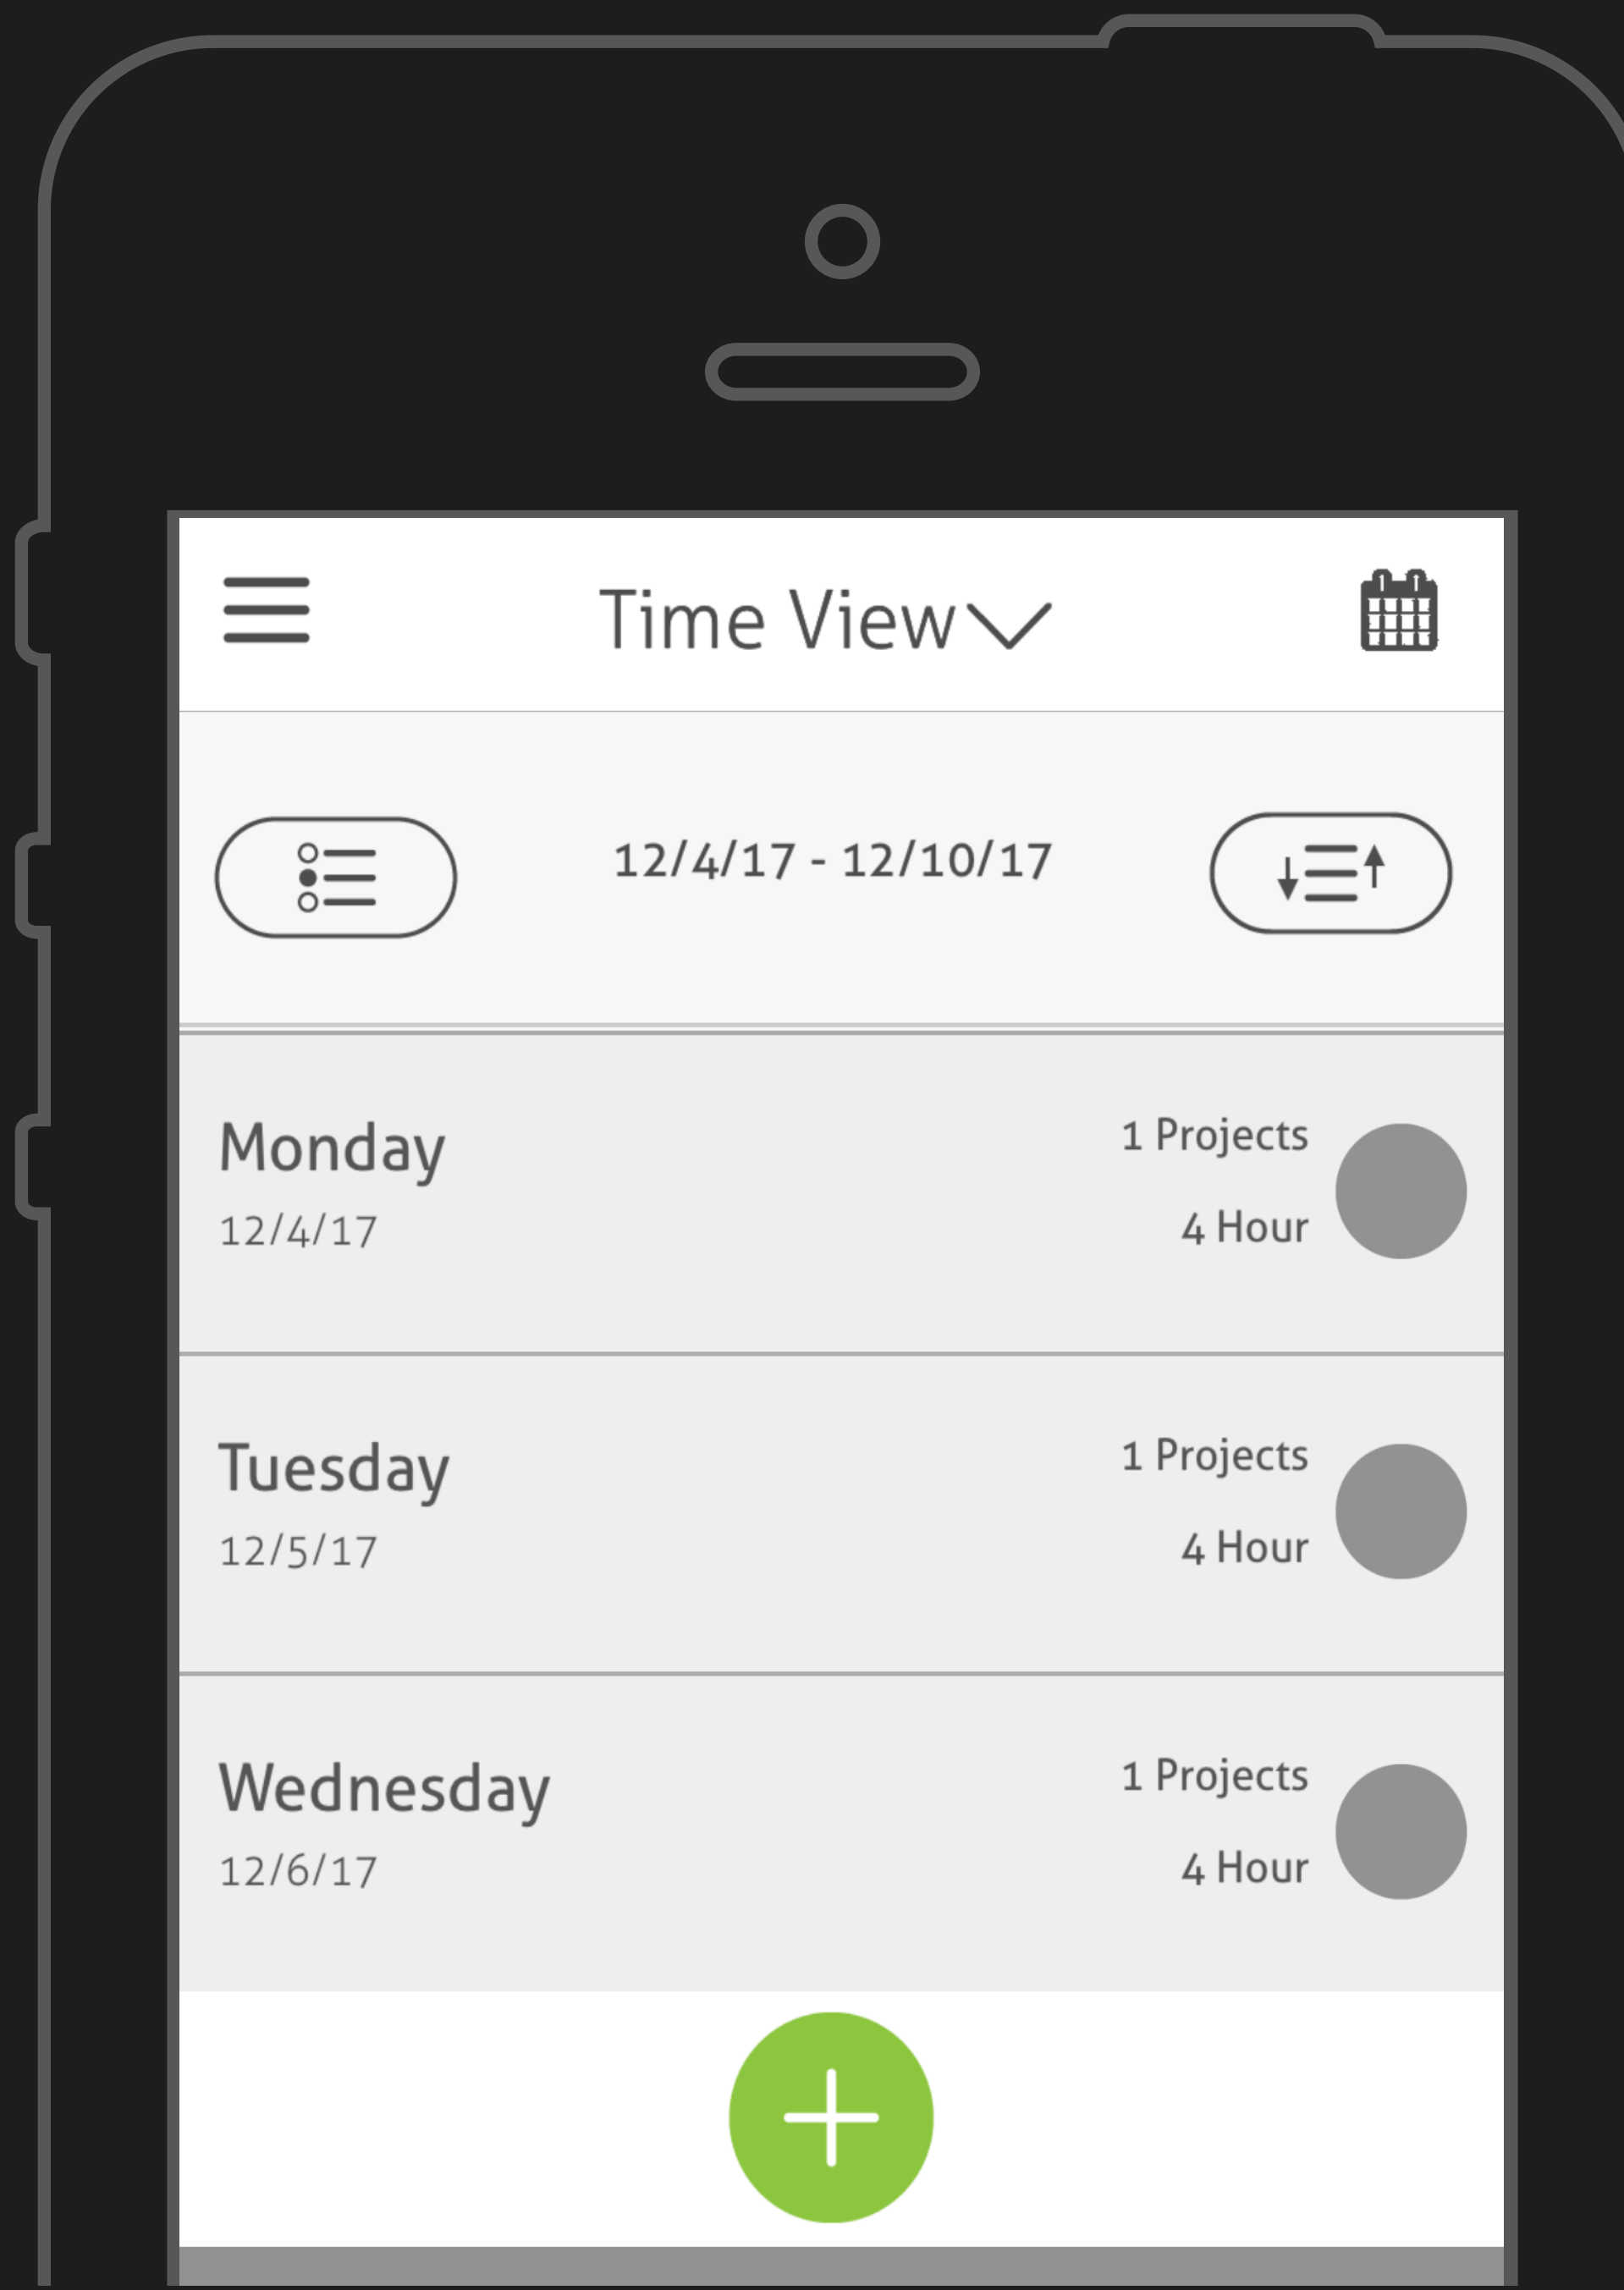 Time View
12/4/17 - 12/10/17
Monday
1 Projects
12/4/17
4 Hour
Tuesday
1 Projects
12/5/17
4 Hour
Wednesday
1 Projects
12/6/17
4 Hour